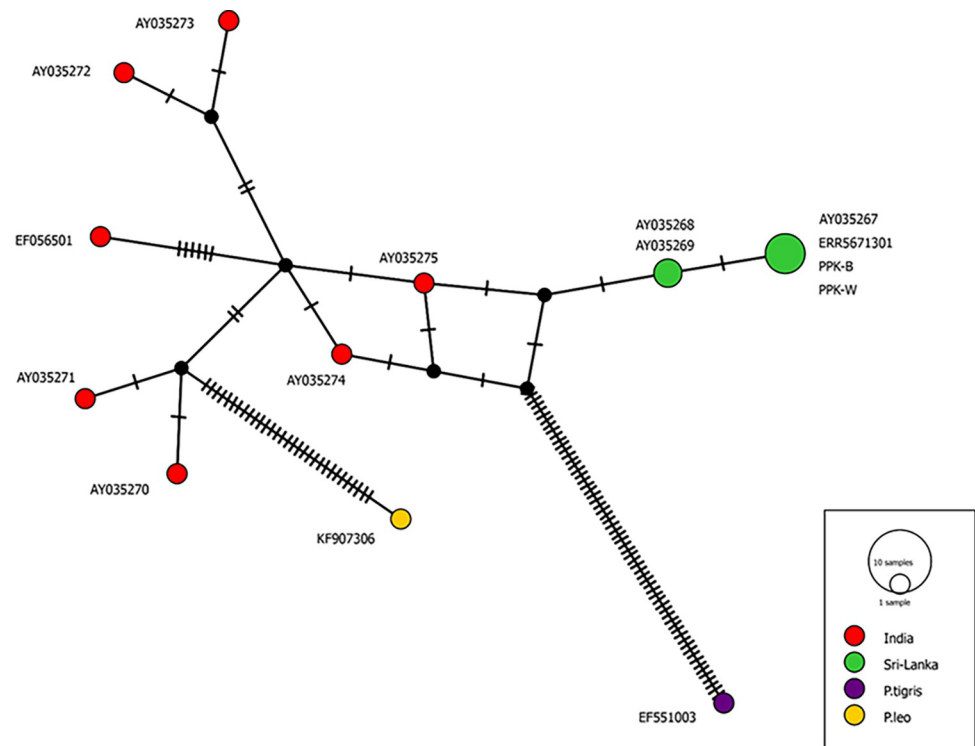 AY035273
AY035272
AY035268
AY035269
AY035267
ERR5671301
PPK-B
PPK-W
EF056501
AY035275
AY035271
AY035274
AY035270
KF907306
EF551003
10 samples
1 sample
India
Sri-Lanka
P.tigris
P.leo